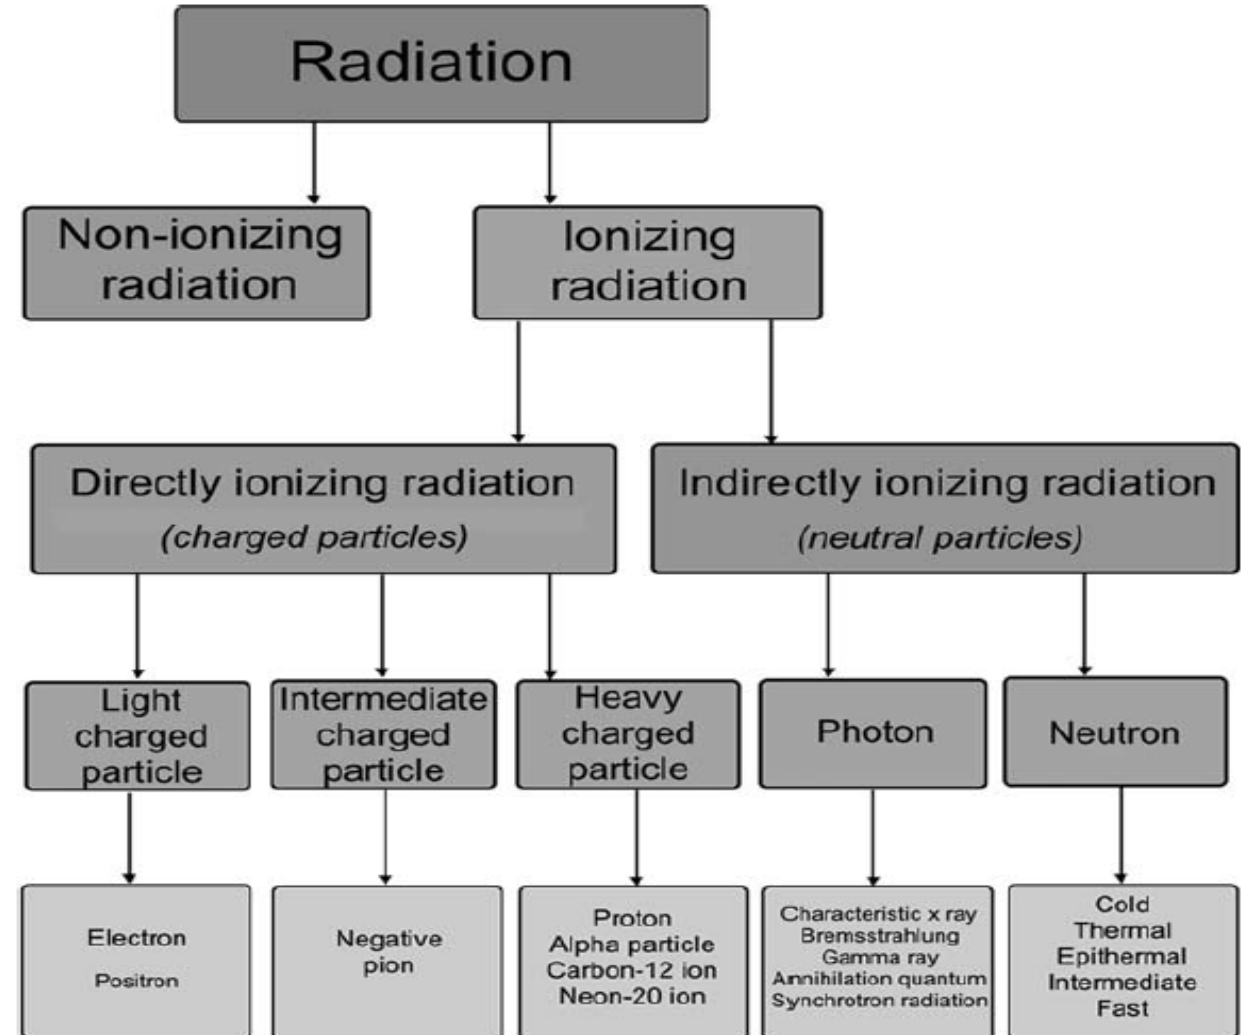 Radiation
Non-ionizing
radiation
Ionizing
radiation
Directly ionizing radiation
(charged particles)
Indirectly ionizing radiation
(neutral particles)
Light
charged
particle
Intermediate
charged
particle
Heavy
charged
particle
Photon
Neutron
Electron
Positron
Negative
pion
Proton
Alpha particle
Carbon-12 ion
Neon-20 ion
Characteristic x ray
Bremsstrahlung
Gamma ray
Annihilation quantum
Synchrotron radiation
Cold
Thermal
Epithermal
Intermediate
Fast